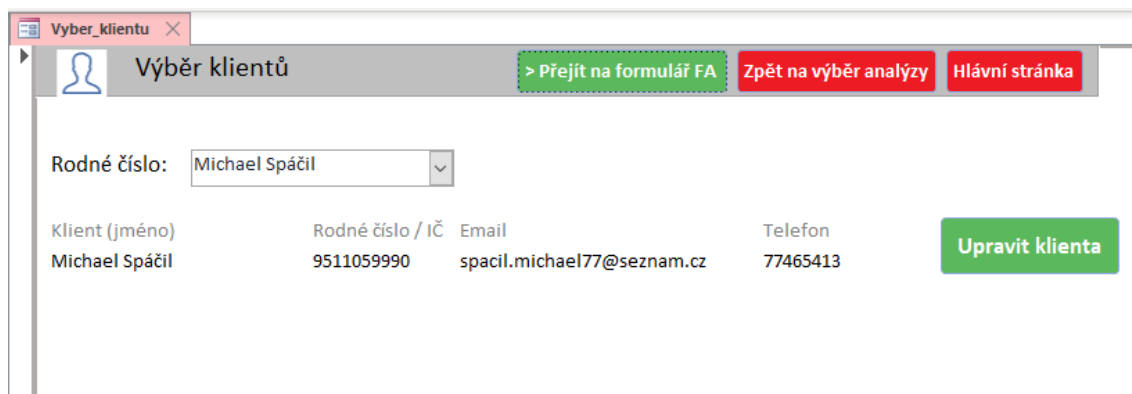 Vyber_klientu
Výběr klientů
> Přejít na formulář FA
Zpět na výběr analýzy
Hlávní stránka
Rodné číslo: Michael Spáčil
Klient (jméno) Rodné číslo / IČ Email Telefon
Michael Spáčil 9511059990 spacil.michael77@seznam.cz 77465413
Upravit klienta